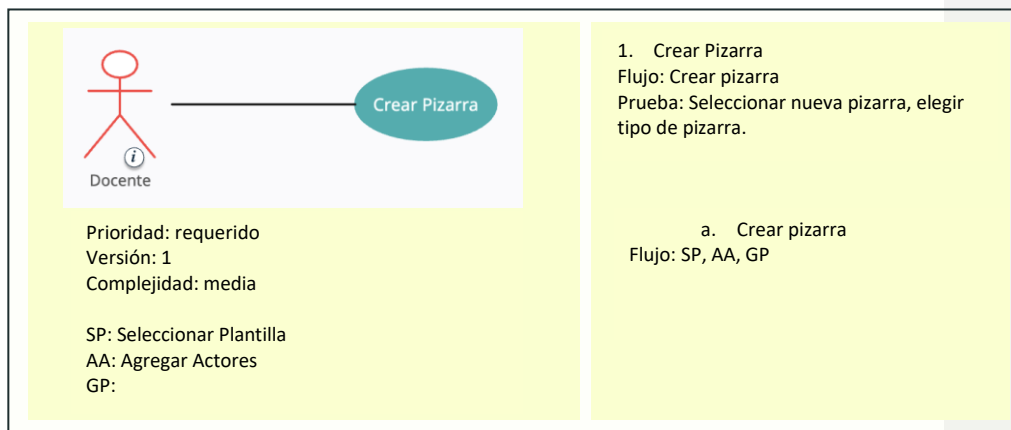 Crear Pizarra
i
Docente
Prioridad: requerido
Versión: 1
Complejidad: media
SP: Seleccionar Plantilla
AA: Agregar Actores
GP:
1. Crear Pizarra
Flujo: Crear pizarra
Prueba: Seleccionar nueva pizarra, elegir
tipo de pizarra.
a. Crear pizarra
Flujo: SP, AA, GP